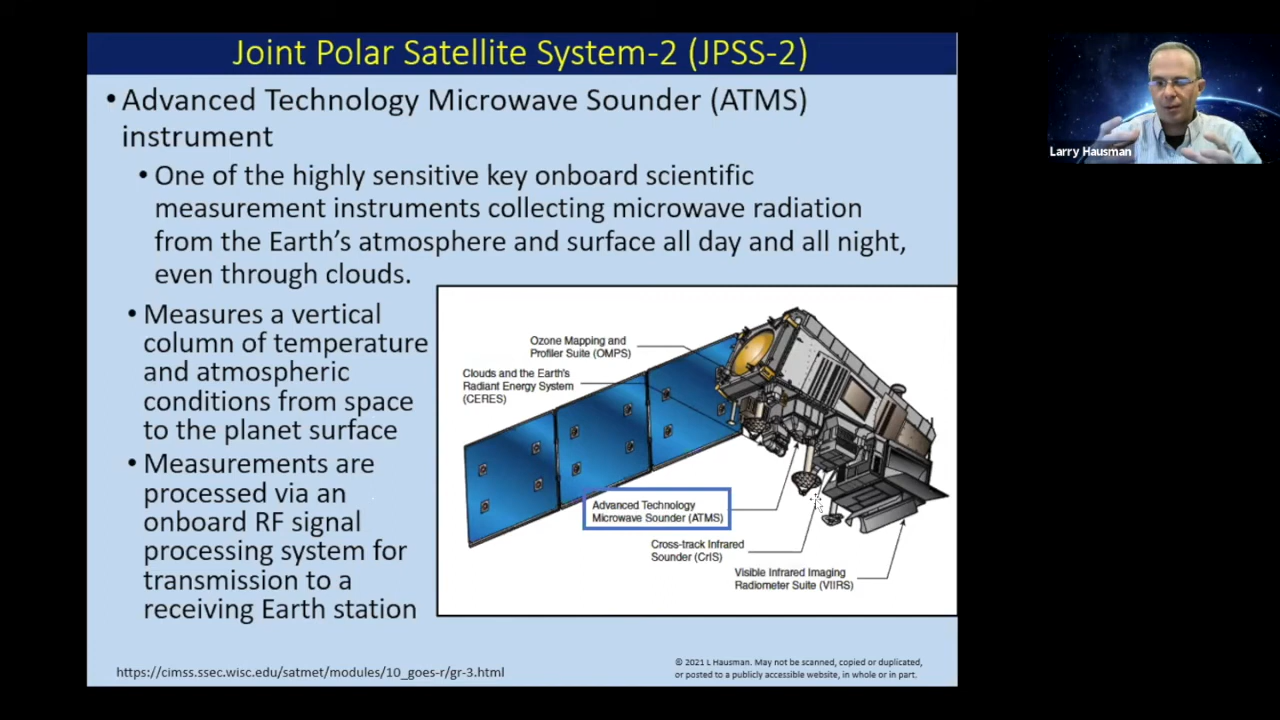 Joint Polar Satellite System-2 (JPSS-2)
• Advanced Technology Microwave Sounder (ATMS)
instrument
• One of the highly sensitive key onboard scientific
measurement instruments collecting microwave radiation
from the Earth's atmosphere and surface all day and all night,
even through clouds.
• Measures a vertical
column of temperature
and atmospheric
conditions from space
to the planet surface
• Measurements are
processed via an
onboard RF signal
processing system for
transmission to a
receiving Earth station
Ozone Mapping and
Profiler Suite (OMPS)
Clouds and the Earth's
Radiant Energy System
(CERES)
Advanced Technology
Microwave Sounder (ATMS)
Cross-track Infrared
Sounder (CrIS)
Visible Infrared Imaging
Radiometer Suite (VIIRS)
https://cimss.ssec.wisc.edu/satmet/modules/10_goes-r/gr-3.html
© 2021 L Hausman. May not be scanned, copied or duplicated,
or posted to a publicly accessible website, in whole or in part.
Larry Hausman